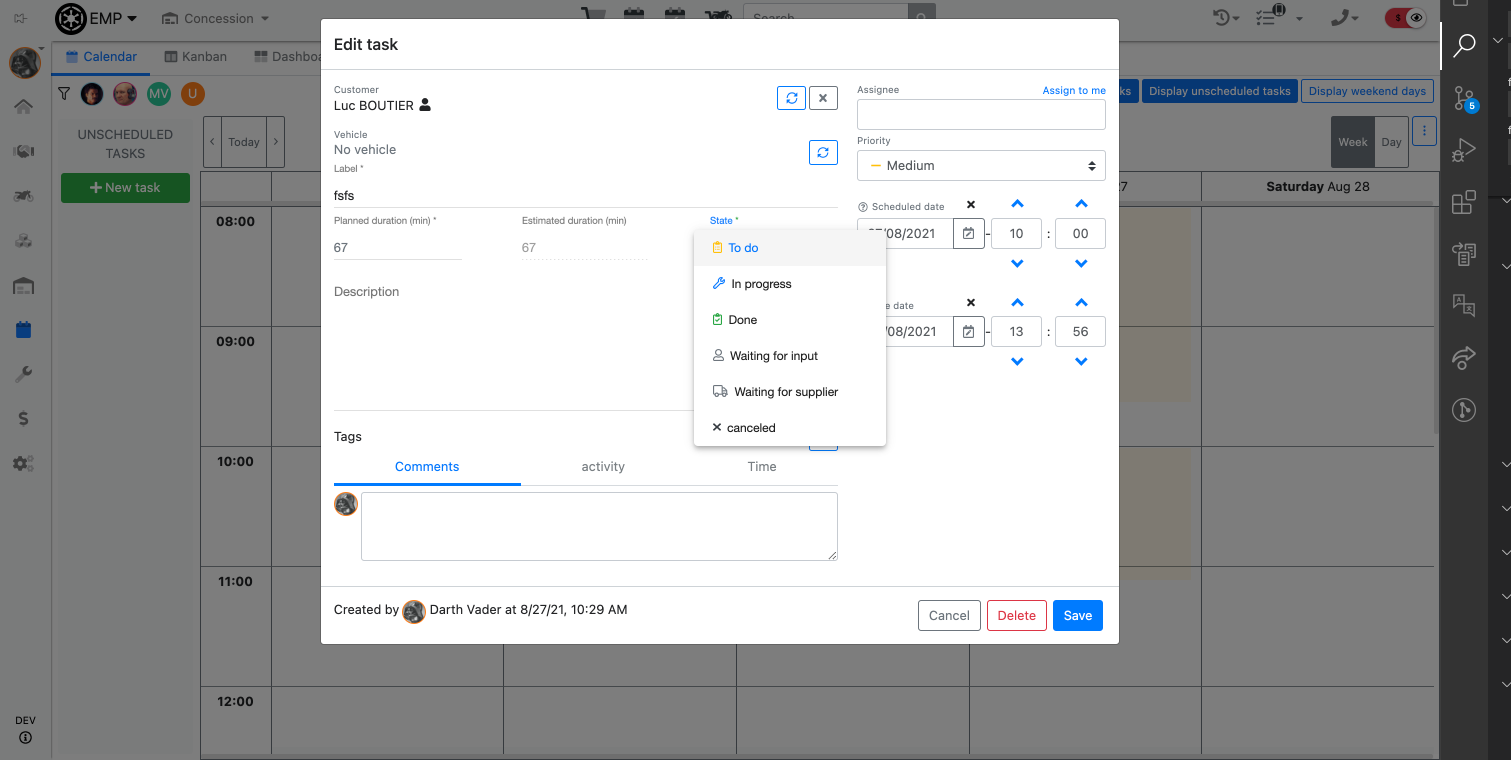 EMP
Concession
Search
$
Calendar
Kanban
Dashboa
MV
U
ks
Display unscheduled tasks
Display weekend days
UNSCHEDULED
TASKS
Today
Week
Day
New task
27
Saturday Aug 28
08:00
09:00
10:00
11:00
12:00
DEV
5
Edit task
Customer
Luc BOUTIER
Vehicle
No vehicle
Label *
fsfs
Planned duration (min) *
Estimated duration (min)
State *
67
67
To do
In progress
Done
Waiting for input
Waiting for supplier
canceled
Description
Tags
Comments
activity
Time
Assignee
Assign to me
Priority
Medium
Scheduled date
/08/2021
-
10
:
00
e date
/08/2021
-
13
:
56
Created by Darth Vader at 8/27/21, 10:29 AM
Cancel
Delete
Save